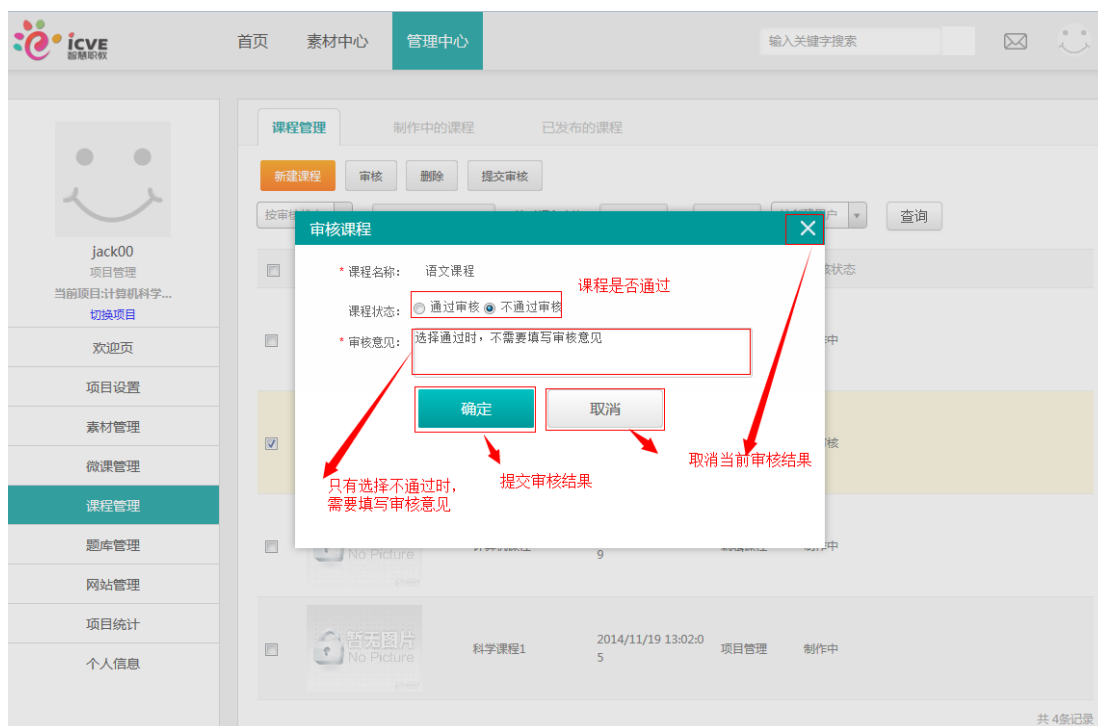 icve
智慧职教
首页
素材中心
管理中心
输入关键字搜索
课程管理
制作中的课程
已发布的课程
新建课程
审核
删除
提交审核
查询
jack00
项目管理
当前项目:计算机科学...
切换项目
欢迎页
项目设置
素材管理
微课管理
课程管理
题库管理
网站管理
项目统计
个人信息
审核课程
* 课程名称: 语文课程
课程是否通过
课程状态: 通过审核 不通过审核
* 审核意见: 选择通过时，不需要填写审核意见
确定
取消
取消当前审核结果
提交审核结果
只有选择不通过时，
需要填写审核意见
No Picture
9
制作中
暂无图片
No Picture
科学课程1
2014/11/19 13:02:0
5
项目管理
制作中
共 4条记录